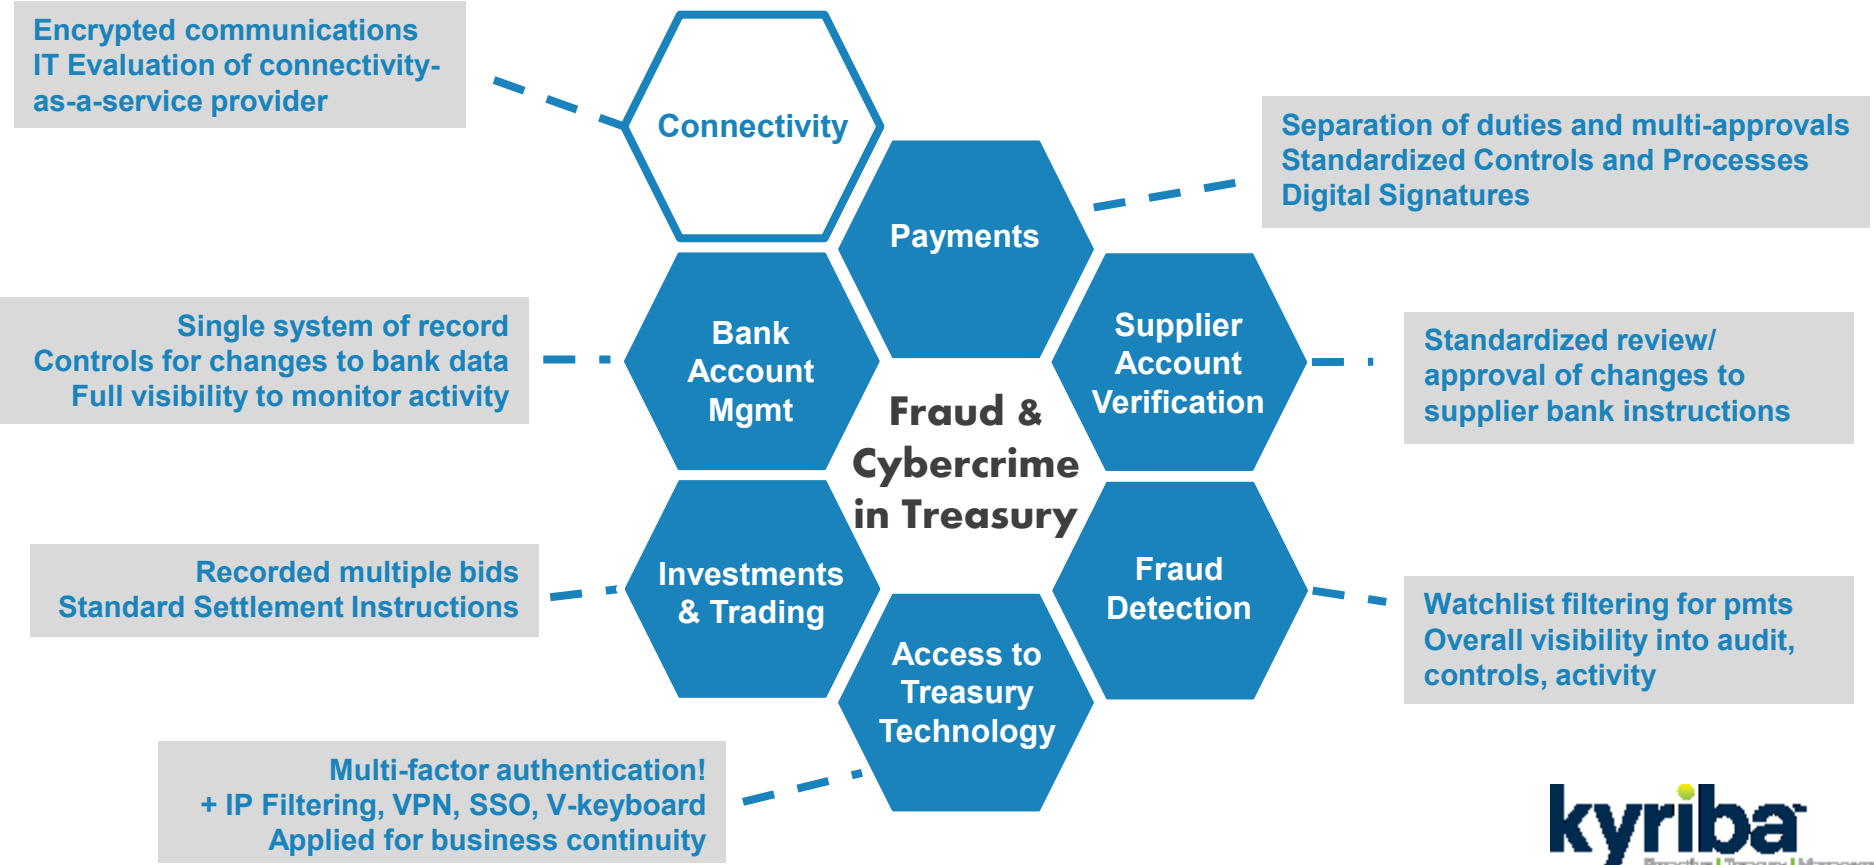 Encrypted communications
IT Evaluation of connectivity-
as-a-service provider
Connectivity
Separation of duties and multi-approvals
Standardized Controls and Processes
Digital Signatures
Payments
Single system of record
Controls for changes to bank data
Full visibility to monitor activity
Bank
Account
Mgmt
Supplier
Account
Verification
Standardized review/
approval of changes to
supplier bank instructions
Fraud &
Cybercrime
in Treasury
Recorded multiple bids
Standard Settlement Instructions
Investments
& Trading
Fraud
Detection
Watchlist filtering for pmts
Overall visibility into audit,
controls, activity
Access to
Treasury
Technology
Multi-factor authentication!
+ IP Filtering, VPN, SSO, V-keyboard
Applied for business continuity
kyriba